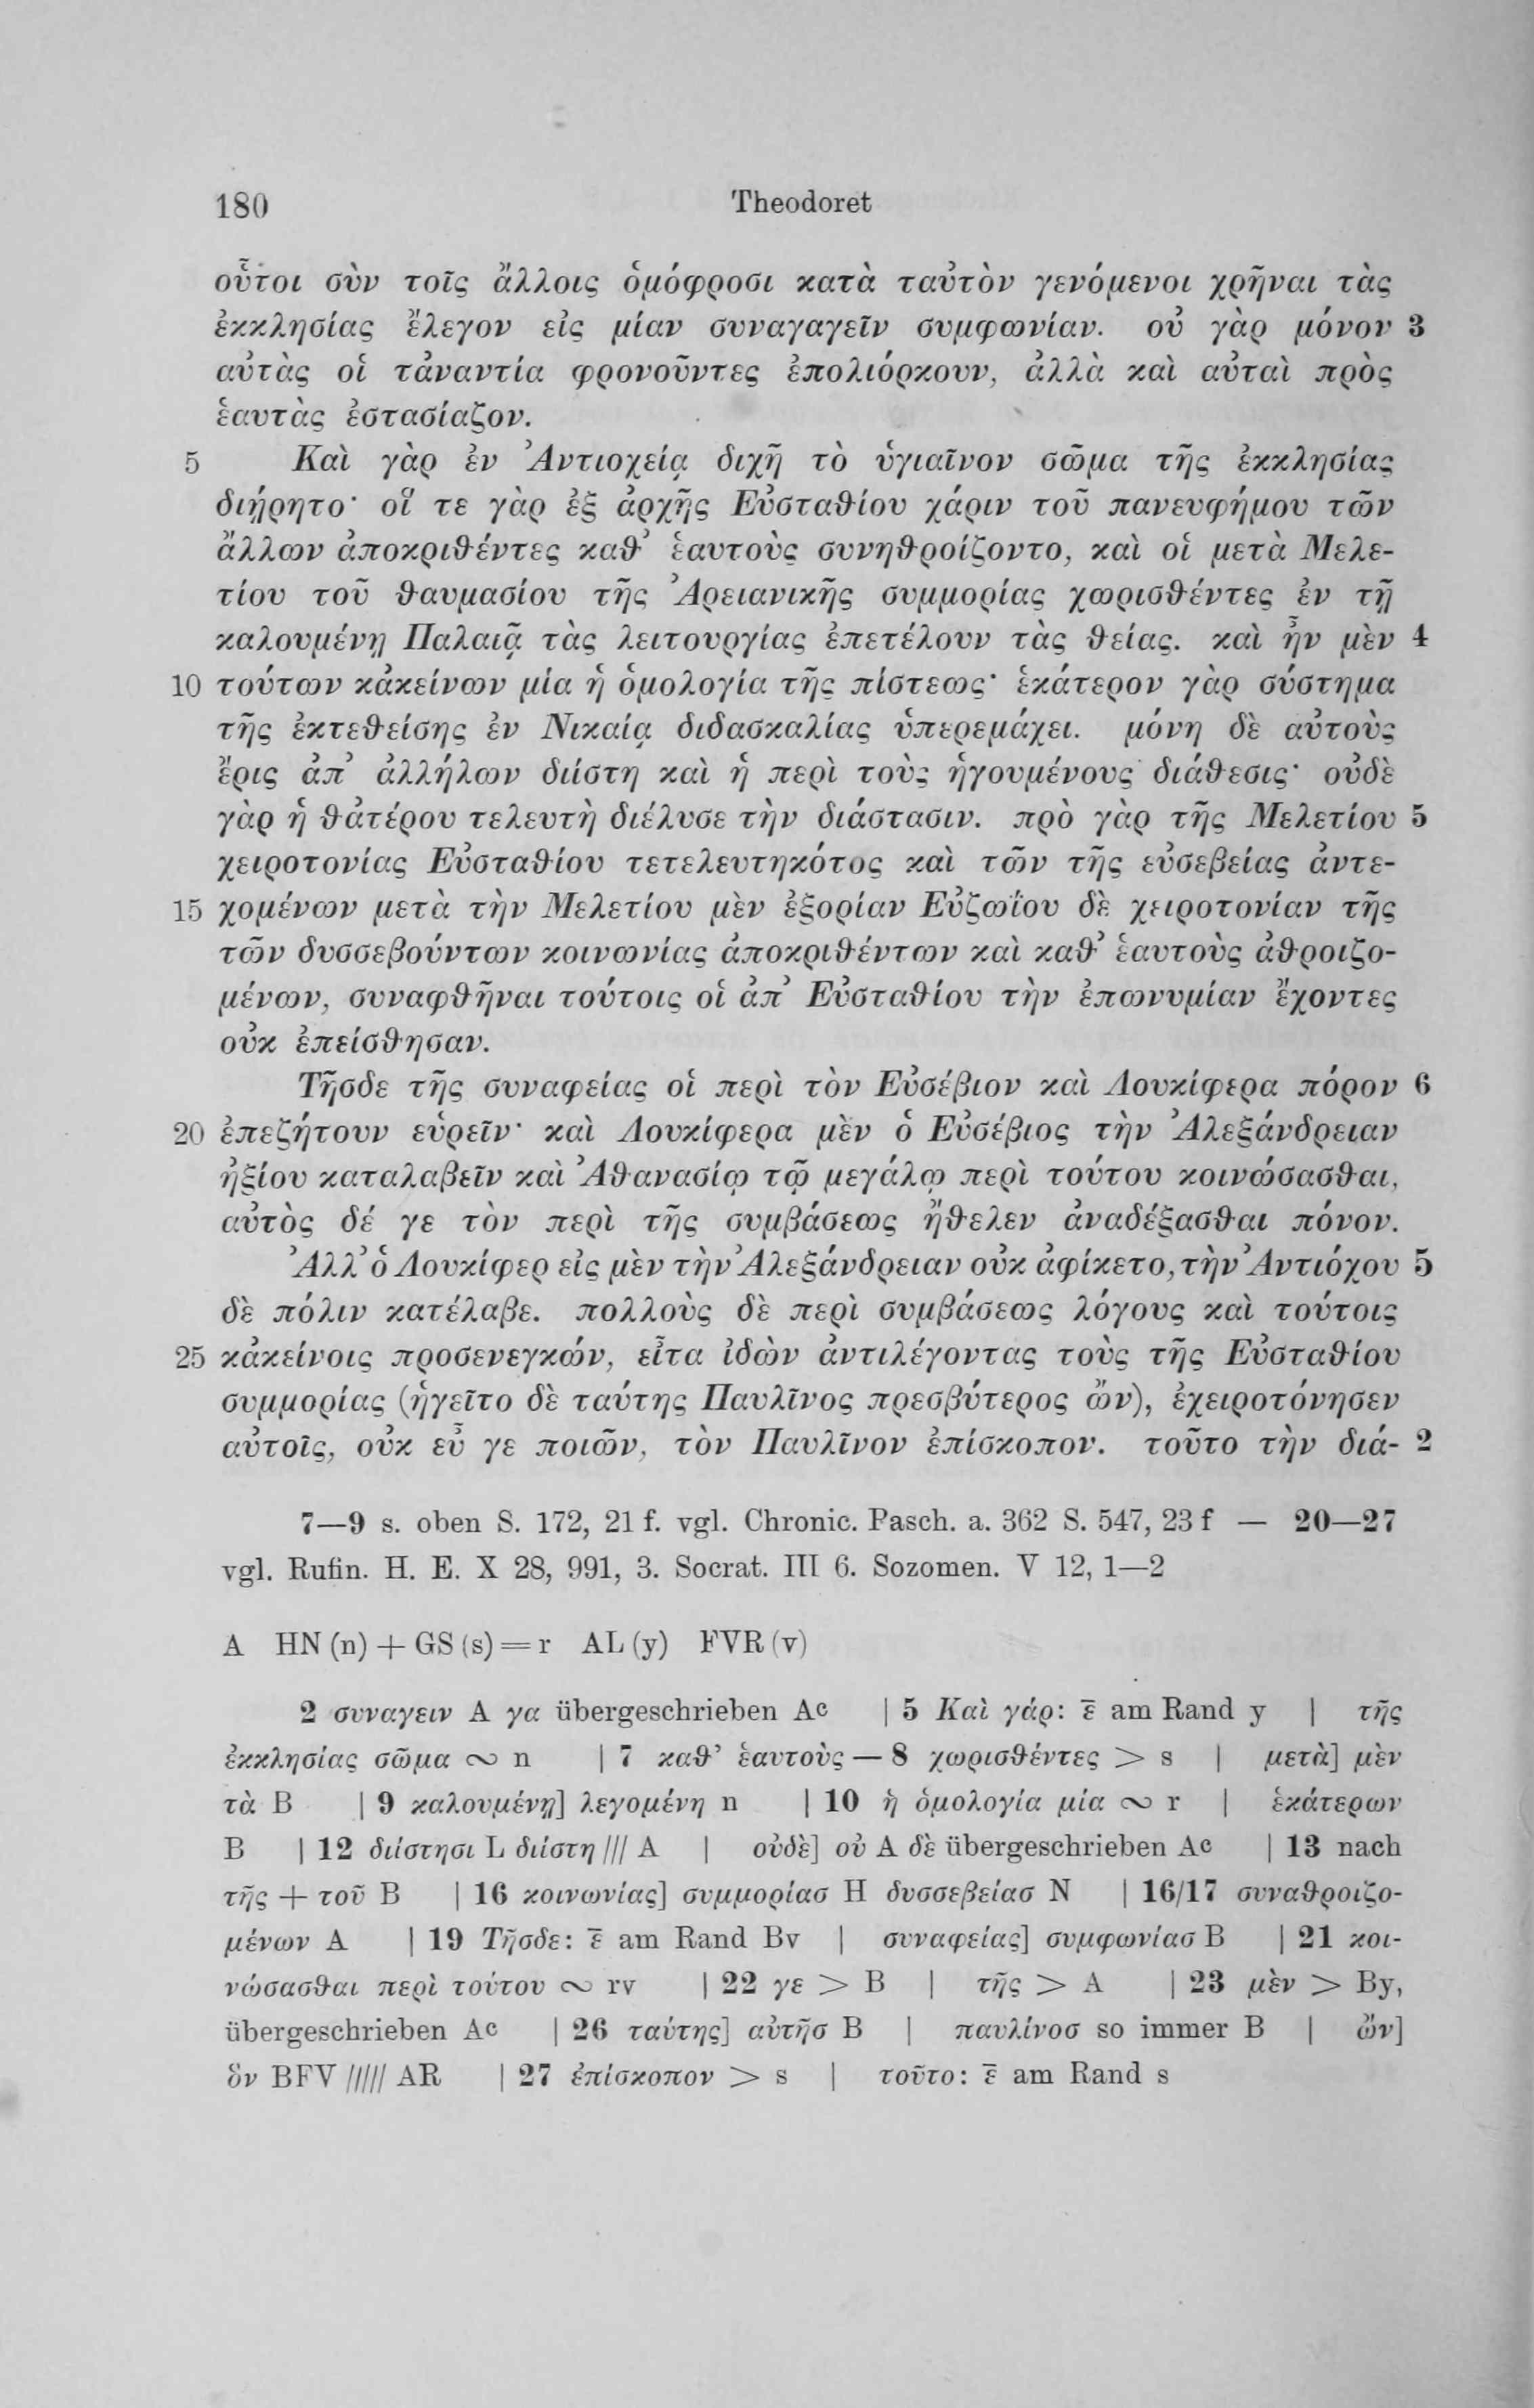 180 Theodoret
οὗτοι σὺν τοῖς ἄλλοις ὁμόφροσι κατὰ ταὐτὸν γενόμενοι χρῆναι τὰς
ἐκκλησίας ἔλεγον εἰς μίαν συναγαγεῖν συμφωνίαν. οὐ γὰρ μόνον 3
αὐτὰς οἱ τἀναντία φρονοῦντες ἐπολιόρκουν, ἀλλὰ καὶ αὐταὶ πρὸς
ἑαυτὰς ἐστασίαζον.
5 Καὶ γὰρ ἐν Ἀντιοχείᾳ διχῆ τὸ ὑγιαῖνον σῶμα τῆς ἐκκλησίας
διῄρητο· οἵ τε γὰρ ἐξ ἀρχῆς Εὐσταθίου χάριν τοῦ πανευφήμου τῶν
ἄλλων ἀποκριθέντες καθ' ἑαυτοὺς συνηθροίζοντο, καὶ οἱ μετὰ Μελε-
τίου τοῦ θαυμασίου τῆς Ἀρειανικῆς συμμορίας χωρισθέντες ἐν τῇ
καλουμένῃ Παλαιᾷ τὰς λειτουργίας ἐπετέλουν τὰς θείας. καὶ ἦν μὲν 4
10 τούτων κἀκείνων μία ἡ ὁμολογία τῆς πίστεως· ἑκάτερον γὰρ σύστημα
τῆς ἐκτεθείσης ἐν Νικαίᾳ διδασκαλίας ὑπερεμάχει. μόνη δὲ αὐτοὺς
ἔρις ἀπ' ἀλλήλων διίστη καὶ ἡ περὶ τοὺς ἡγουμένους διάθεσις· οὐδὲ
γὰρ ἡ θἀτέρου τελευτὴ διέλυσε τὴν διάστασιν. πρὸ γὰρ τῆς Μελετίου 5
χειροτονίας Εὐσταθίου τετελευτηκότος καὶ τῶν τῆς εὐσεβείας ἀντε-
15 χομένων μετὰ τὴν Μελετίου μὲν ἐξορίαν Εὐζωΐου δὲ χειροτονίαν τῆς
τῶν δυσσεβούντων κοινωνίας ἀποκριθέντων καὶ καθ' ἑαυτοὺς ἀθροιζο-
μένων, συναφθῆναι τούτοις οἱ ἀπ' Εὐσταθίου τὴν ἐπωνυμίαν ἔχοντες
οὐκ ἐπείσθησαν.
Τῆσδε τῆς συναφείας οἱ περὶ τὸν Εὐσέβιον καὶ Λουκίφερα πόρον 6
20 ἐπεζήτουν εὑρεῖν· καὶ Λουκίφερα μὲν ὁ Εὐσέβιος τὴν Ἀλεξάνδρειαν
ἠξίου καταλαβεῖν καὶ Ἀθανασίῳ τῷ μεγάλῳ περὶ τούτου κοινώσασθαι,
αὐτὸς δέ γε τὸν περὶ τῆς συμβάσεως ἤθελεν ἀναδέξασθαι πόνον.
Ἀλλ' ὁ Λουκίφερ εἰς μὲν τὴν Ἀλεξάνδρειαν οὐκ ἀφίκετο, τὴν Ἀντιόχου 5
δὲ πόλιν κατέλαβε. πολλοὺς δὲ περὶ συμβάσεως λόγους καὶ τούτοις
25 κἀκείνοις προσενεγκών, εἶτα ἰδὼν ἀντιλέγοντας τοὺς τῆς Εὐσταθίου
συμμορίας (ἡγεῖτο δὲ ταύτης Παυλῖνος πρεσβύτερος ὤν), ἐχειροτόνησεν
αὐτοῖς, οὐκ εὖ γε ποιῶν, τὸν Παυλῖνον ἐπίσκοπον. τοῦτο τὴν διά- 2
7—9 s. oben S. 172, 21 f. vgl. Chronic. Pasch. a. 362 S. 547, 23 f — 20—27
vgl. Rufin. H. E. X 28, 991, 3. Socrat. III 6. Sozomen. V 12, 1—2
A HN (n) + GS (s) = r AL (y) FVR (v)
2 συναγειν A γα übergeschrieben Ac | 5 Καὶ γάρ: ε̄ am Rand y | τῆς
ἐκκλησίας σῶμα ∾ n | 7 καθ' ἑαυτοὺς — 8 χωρισθέντες > s | μετὰ] μὲν
τὰ B | 9 καλουμένῃ] λεγομένη n | 10 ἡ ὁμολογία μία ∾ r | ἑκάτερων
B | 12 διίστησι L διίστη /// A | οὐδὲ] οὐ A δὲ übergeschrieben Ac | 13 nach
τῆς + τοῦ B | 16 κοινωνίας] συμμορίασ H δυσσεβείασ N | 16/17 συναθροιζο-
μένων A | 19 Τῆσδε: ε̄ am Rand Bv | συναφείας] συμφωνίασ B | 21 κοι-
νώσασθαι περὶ τούτου ∾ rv | 22 γε > B | τῆς > A | 23 μὲν > By,
übergeschrieben Ac | 26 ταύτης] αὐτῆσ B | παυλίνοσ so immer B | ὤν]
ὃν BFV ///// AR | 27 ἐπίσκοπον > s | τοῦτο: ε̄ am Rand s